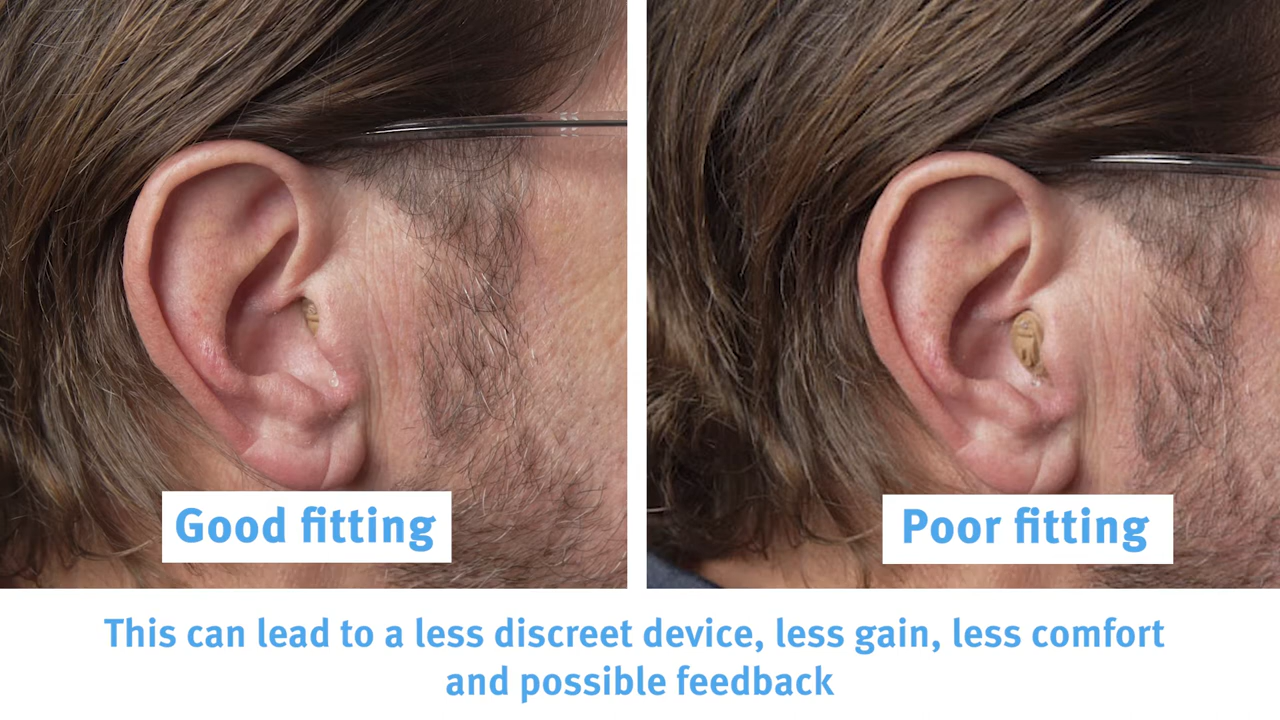 Good fitting
Poor fitting
This can lead to a less discreet device, less gain, less comfort
and possible feedback